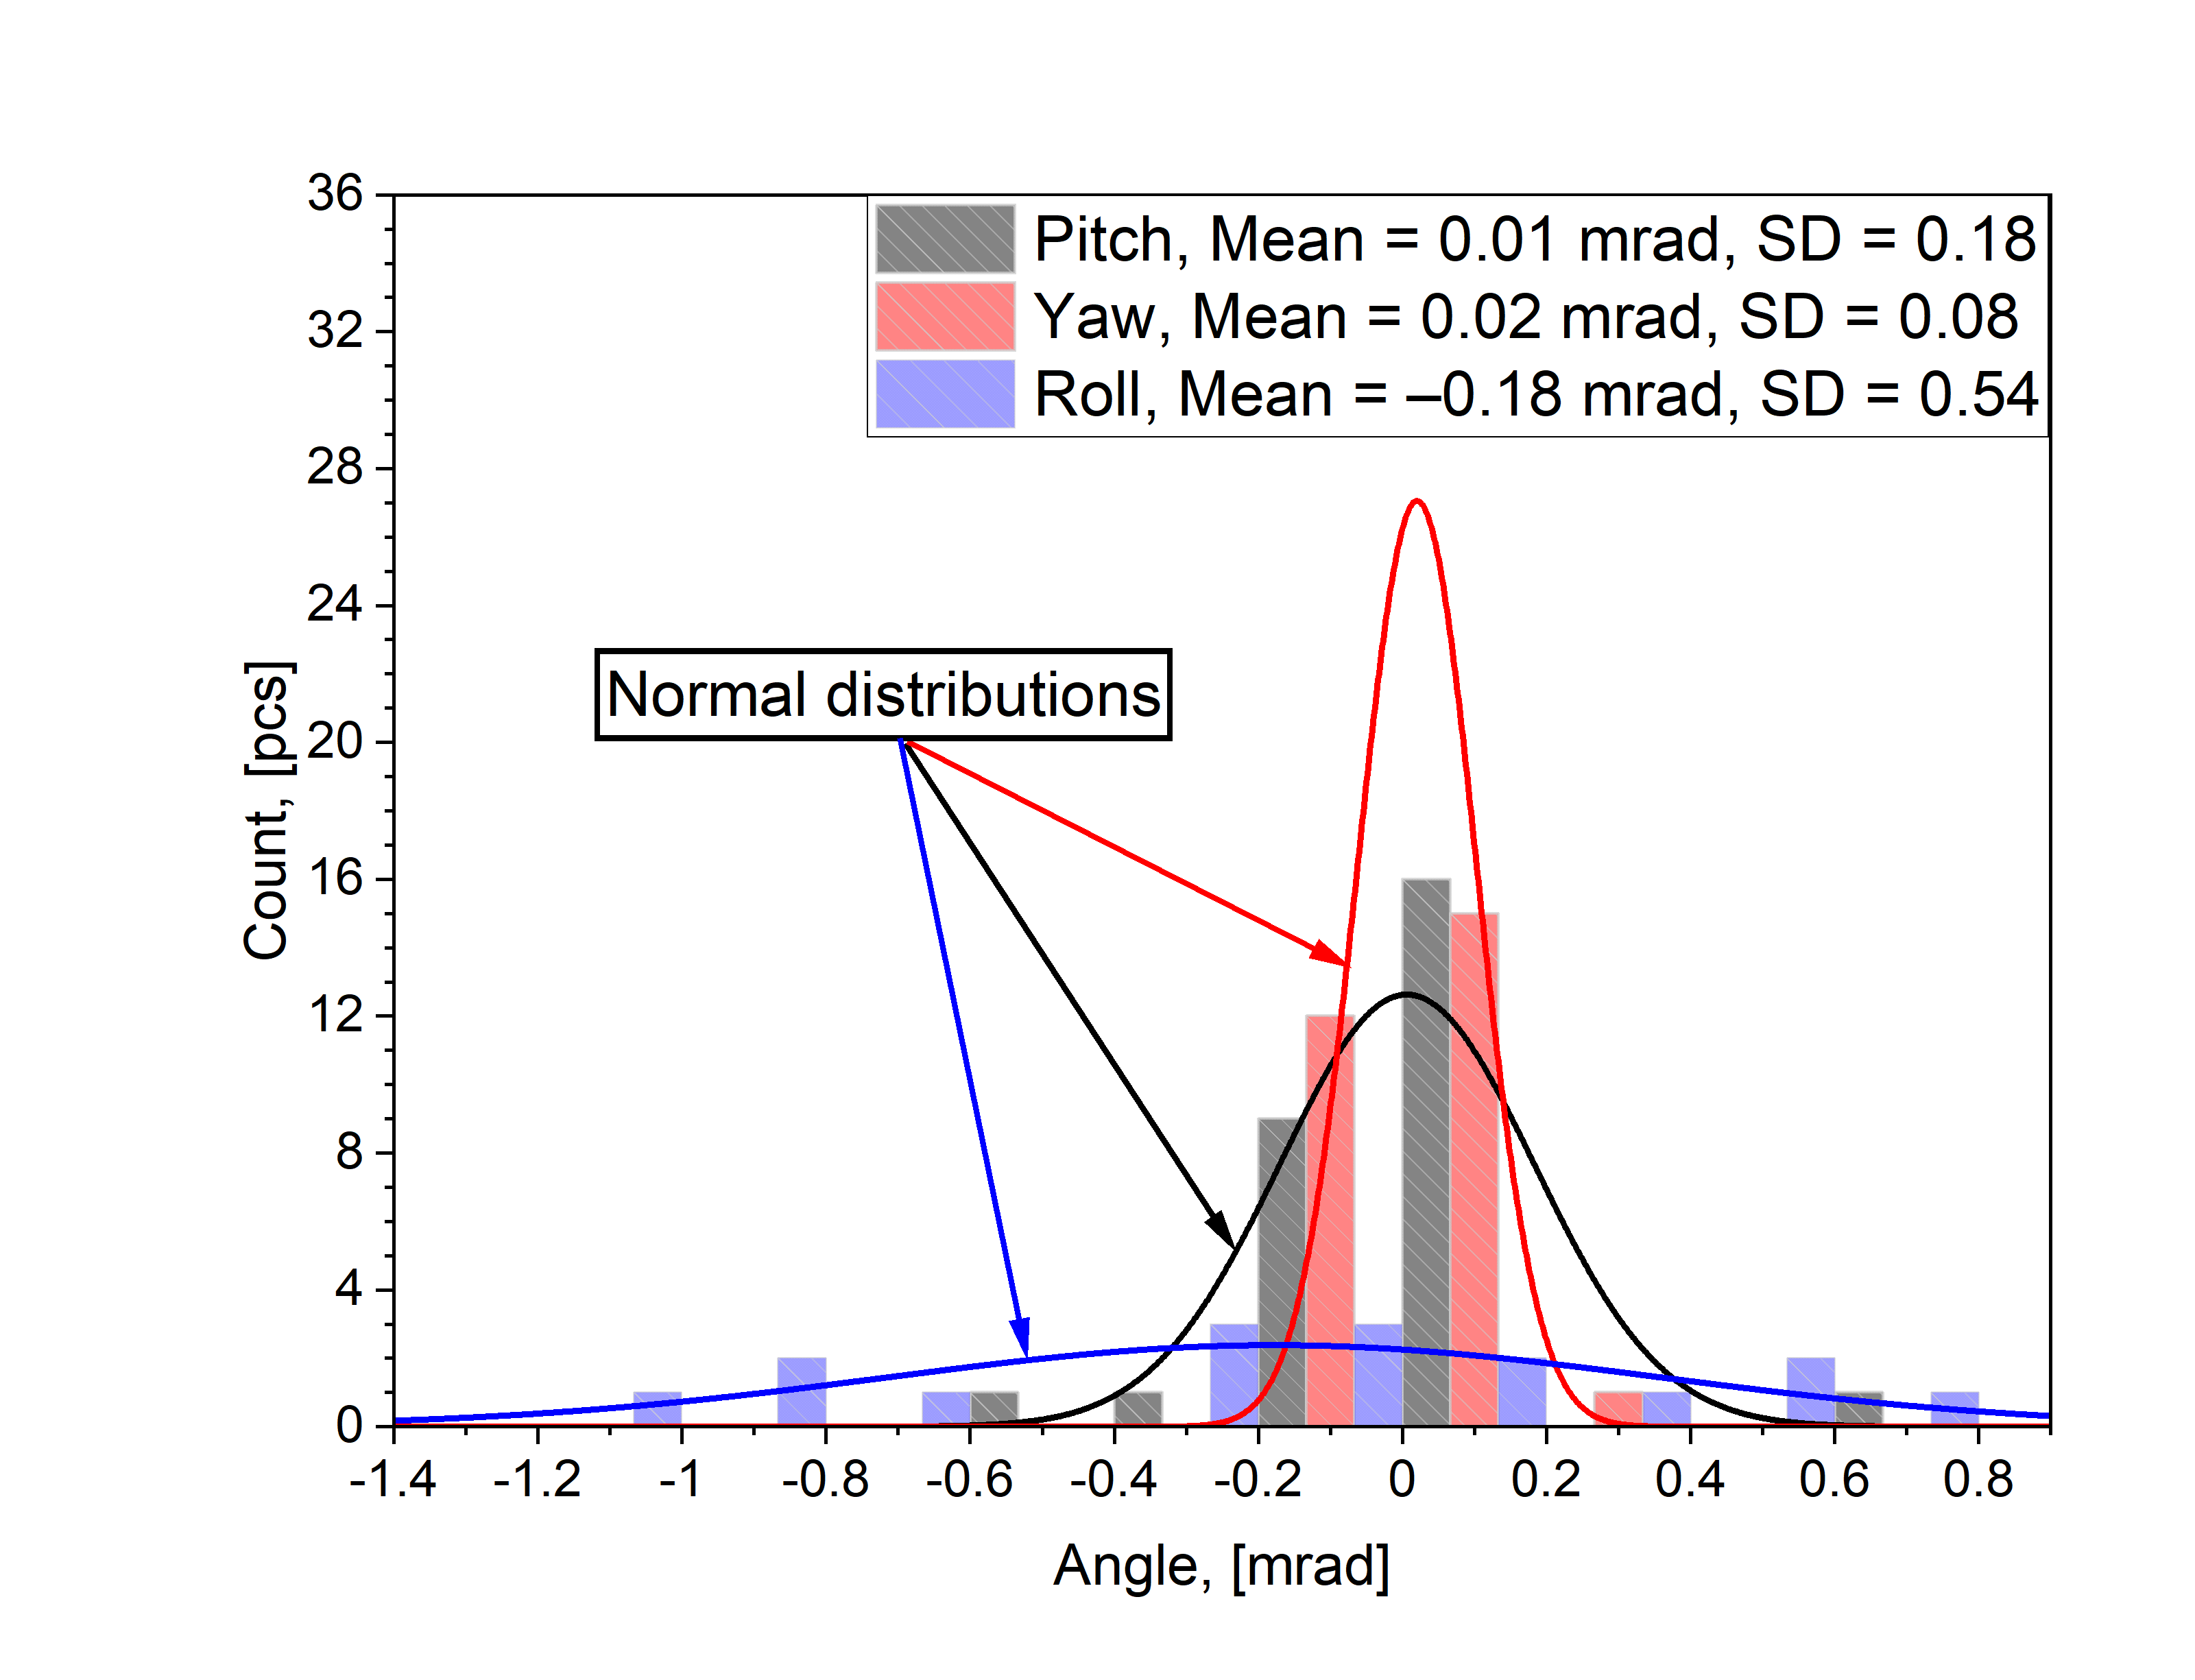 Pitch, Mean = 0.01 mrad, SD = 0.18
Yaw, Mean = 0.02 mrad, SD = 0.08
Roll, Mean = –0.18 mrad, SD = 0.54
Normal distributions
Count, [pcs]
36
32
28
24
20
16
12
8
4
0
-1.4 -1.2 -1 -0.8 -0.6 -0.4 -0.2 0 0.2 0.4 0.6 0.8
Angle, [mrad]